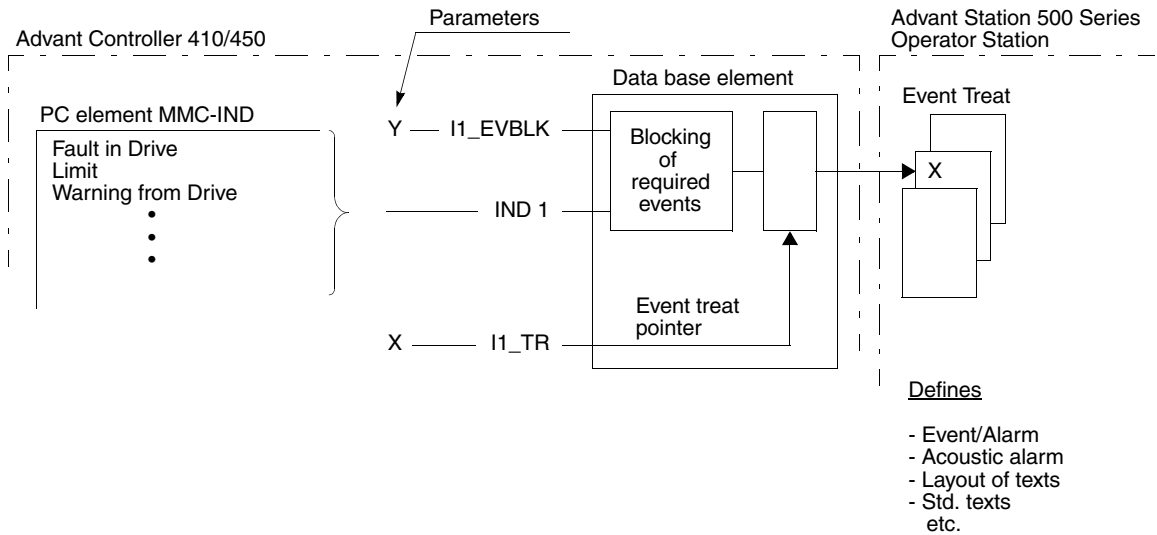 Parameters
Advant Station 500 Series
Operator Station
Advant Controller 410/450
Data base element
Event Treat
PC element MMC-IND
Fault in Drive
Limit
Warning from Drive
•
•
•
Y
I1_EVBLK
Blocking
of
required
events
X
IND 1
Event treat
pointer
X
I1_TR
Defines
- Event/Alarm
- Acoustic alarm
- Layout of texts
- Std. texts
etc.